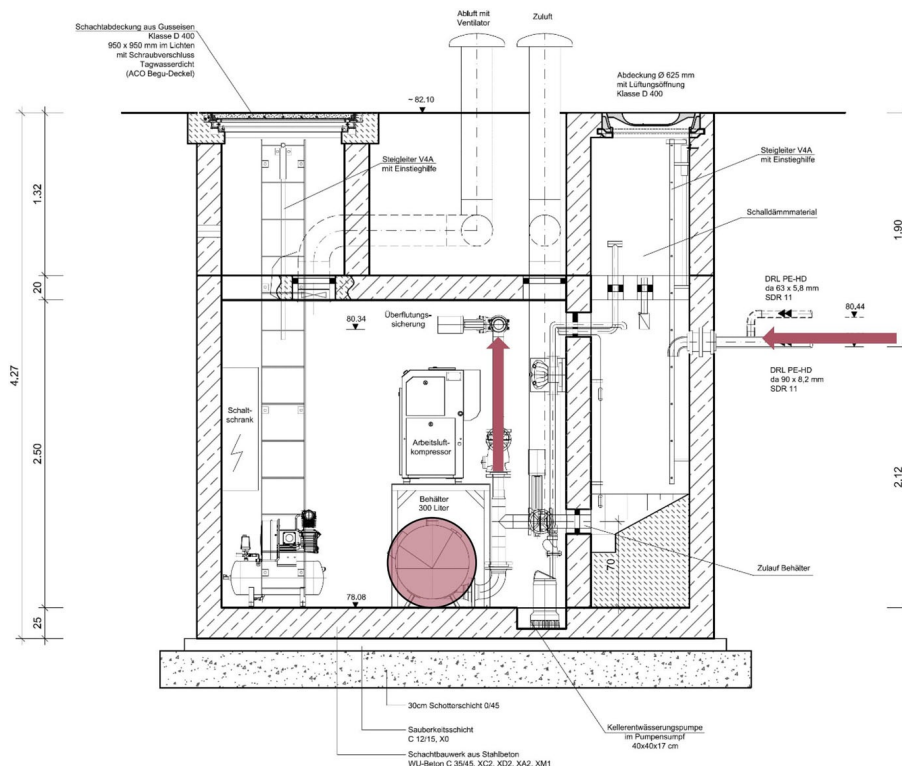 Schachtabdeckung aus Gusseisen
Klasse D 400
950 x 950 mm im Lichten
mit Schraubverschluss
Tagwasserdicht
(ACO Begu-Deckel)
Abluft mit
Ventilator
Zuluft
Abdeckung Ø 625 mm
mit Lüftungsöffnung
Klasse D 400
~ 82.10
Steigleiter V4A
mit Einstieghilfe
Steigleiter V4A
mit Einstieghilfe
Schalldämmmaterial
1.32
1.90
20
DRL PE-HD
da 63 x 5,8 mm
SDR 11
80,44
80.34
Überflutungs-
sicherung
DRL PE-HD
da 90 x 8,2 mm
SDR 11
4.27
2.50
2.12
Schalt-
schrank
Arbeitsluft-
kompressor
Behälter
300 Liter
70
Zulauf Behälter
78.08
25
30cm Schotterschicht 0/45
Sauberkeitsschicht
C 12/15, X0
Kellerentwässerungspumpe
im Pumpensumpf
40x40x17 cm
Schachtbauwerk aus Stahlbeton
WU-Beton C 35/45, XC2, XD2, XA2, XM1